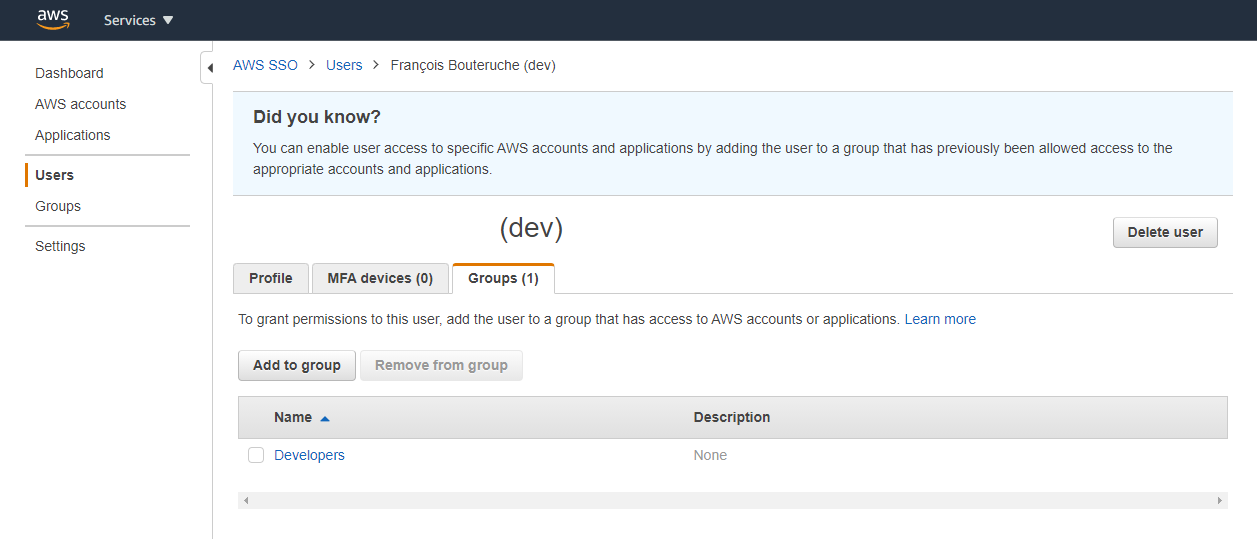 aws Services
Dashboard
AWS accounts
Applications
Users
Groups
Settings
AWS SSO > Users > François Bouteruche (dev)
Did you know?
You can enable user access to specific AWS accounts and applications by adding the user to a group that has previously been allowed access to the
appropriate accounts and applications.
(dev)
Delete user
Profile MFA devices (0) Groups (1)
To grant permissions to this user, add the user to a group that has access to AWS accounts or applications. Learn more
Add to group Remove from group
Name Description
Developers None